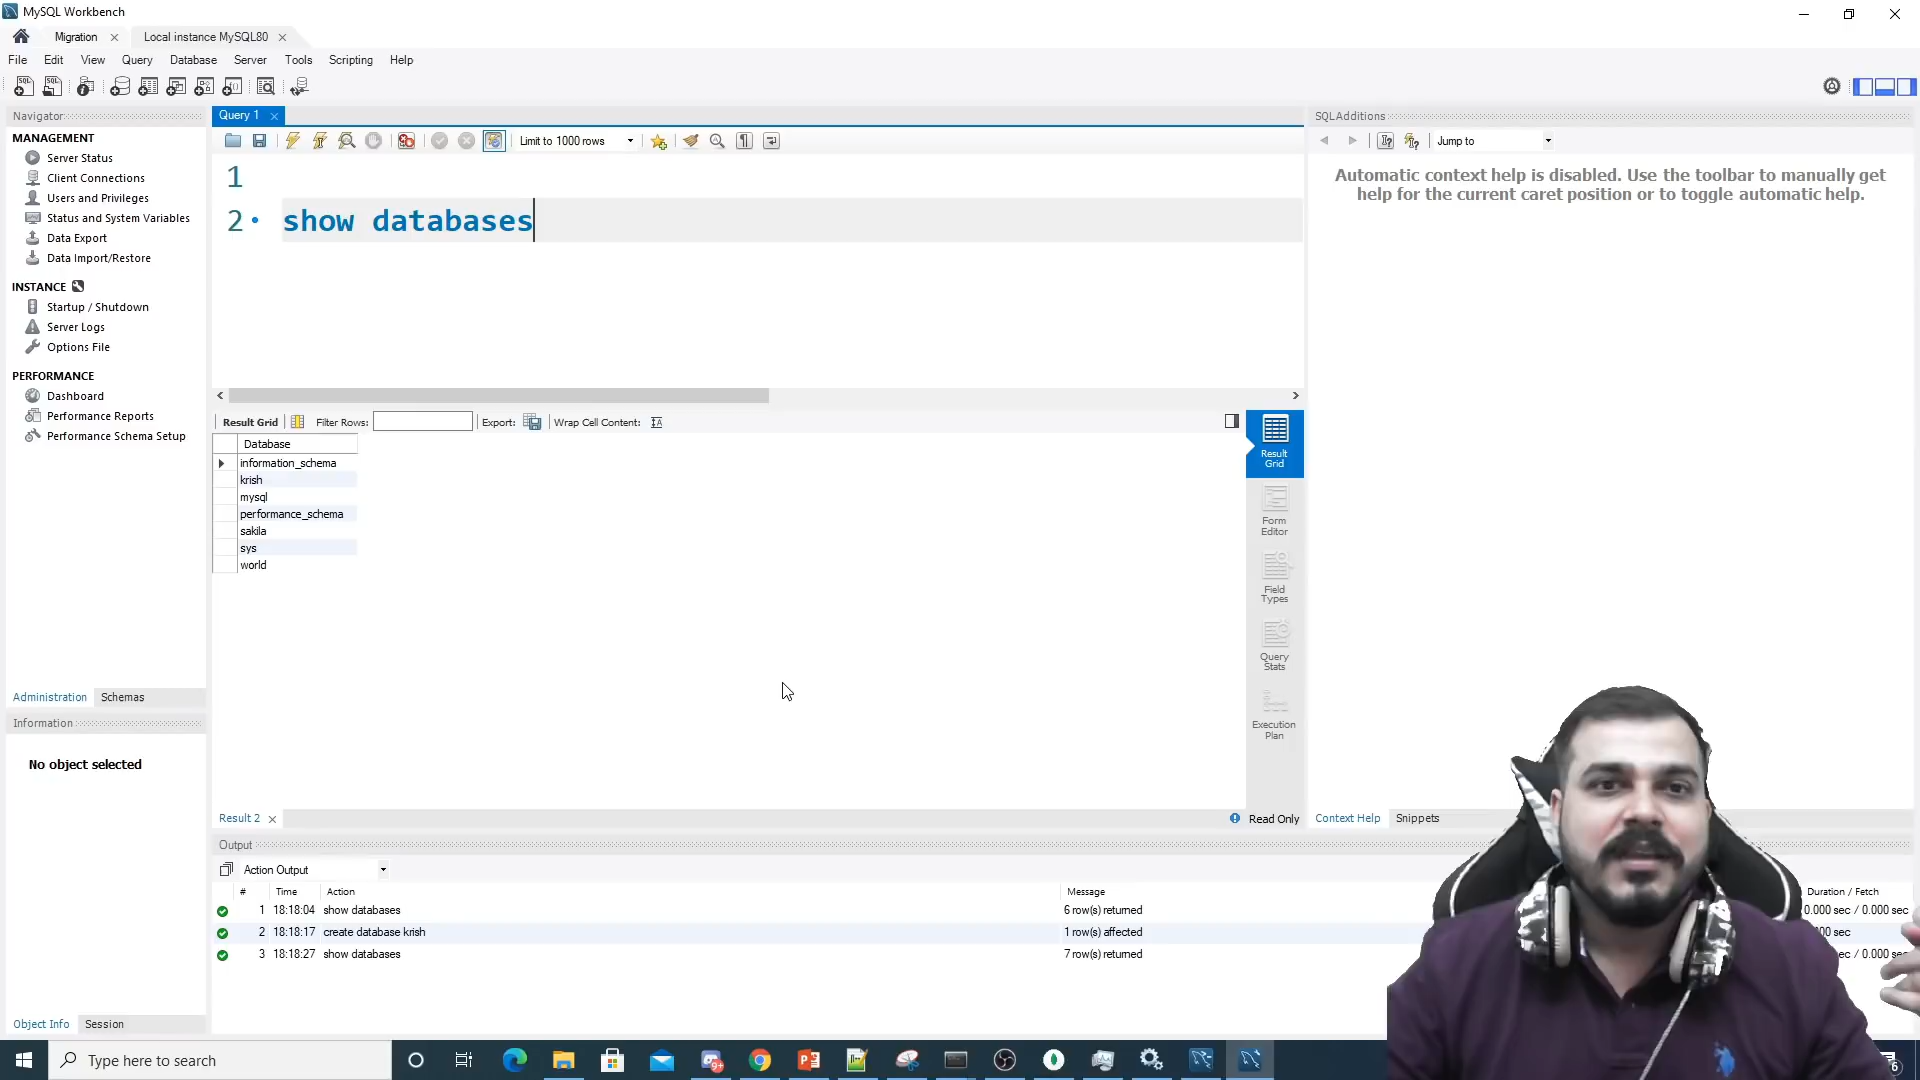 MySQL Workbench
Migration
Local instance MySQL80
File Edit View Query Database Server Tools Scripting Help
Navigator
MANAGEMENT
Server Status
Client Connections
Users and Privileges
Status and System Variables
Data Export
Data Import/Restore
INSTANCE
Startup / Shutdown
Server Logs
Options File
PERFORMANCE
Dashboard
Performance Reports
Performance Schema Setup
Administration Schemas
Information
No object selected
Object Info Session
Query 1
Limit to 1000 rows
1
2 show databases
Result Grid Filter Rows: Export: Wrap Cell Content:
Database
information_schema
krish
mysql
performance_schema
sakila
sys
world
Result Grid
Form Editor
Field Types
Query Stats
Execution Plan
Result 2
Read Only
SQLAdditions
Jump to
Automatic context help is disabled. Use the toolbar to manually get
help for the current caret position or to toggle automatic help.
Context Help Snippets
Output
Action Output
# Time Action Message Duration / Fetch
1 18:18:04 show databases 6 row(s) returned 0.000 sec / 0.000 sec
2 18:18:17 create database krish 1 row(s) affected sec
3 18:18:27 show databases 7 row(s) returned sec / 0.000 sec
Type here to search